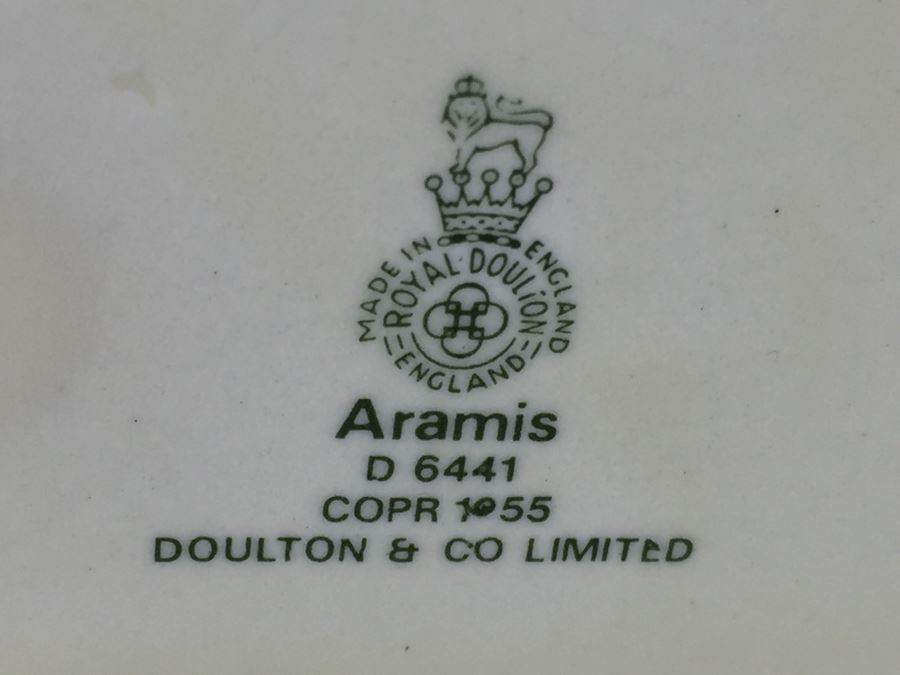 MADE IN ENGLAND
ROYAL·DOULTON
ENGLAND
Aramis
D 6441
COPR 1955
DOULTON & CO LIMITED